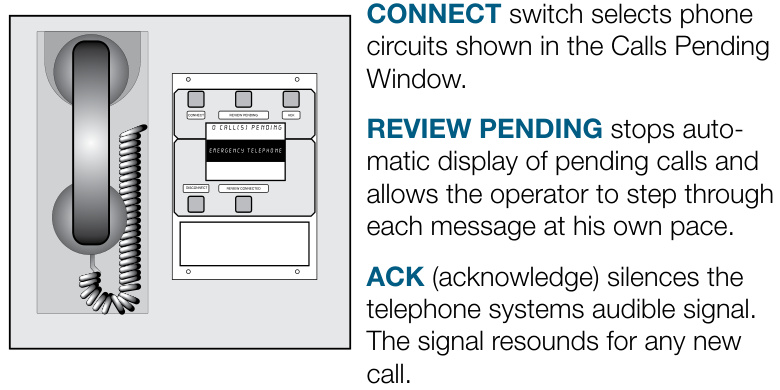 CONNECT REVIEW PENDING ACK
0 CALL(S) PENDING
EMERGENCY TELEPHONE
DISCONNECT REVIEW CONNECTED
CONNECT switch selects phone
circuits shown in the Calls Pending
Window.
REVIEW PENDING stops auto-
matic display of pending calls and
allows the operator to step through
each message at his own pace.
ACK (acknowledge) silences the
telephone systems audible signal.
The signal resounds for any new
call.